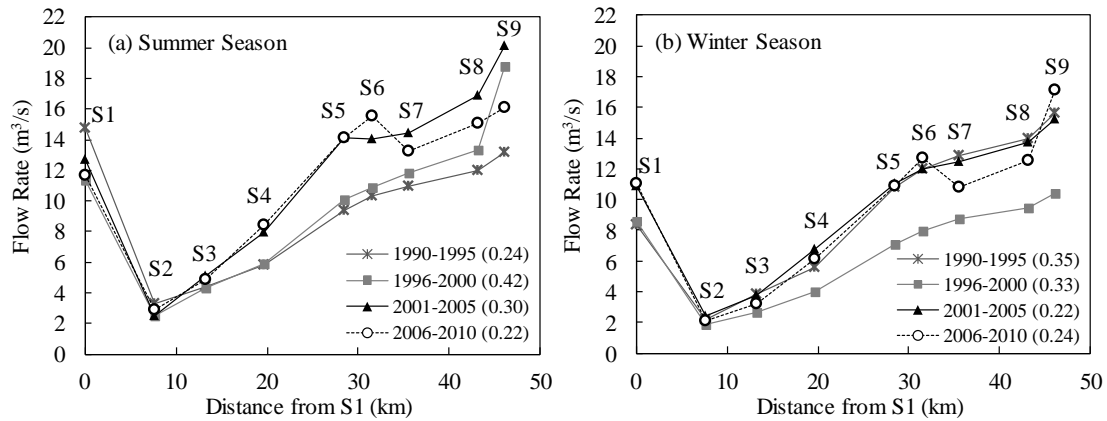 (a) Summer Season
Flow Rate (m³/s)
22
20
18
16
14
12
10
8
6
4
2
0
S1
S2
S3
S4
S5
S6
S7
S8
S9
1990-1995 (0.24)
1996-2000 (0.42)
2001-2005 (0.30)
2006-2010 (0.22)
0 10 20 30 40 50
Distance from S1 (km)
(b) Winter Season
Flow Rate (m³/s)
22
20
18
16
14
12
10
8
6
4
2
0
S1
S2
S3
S4
S5
S6
S7
S8
S9
1990-1995 (0.35)
1996-2000 (0.33)
2001-2005 (0.22)
2006-2010 (0.24)
0 10 20 30 40 50
Distance from S1 (km)